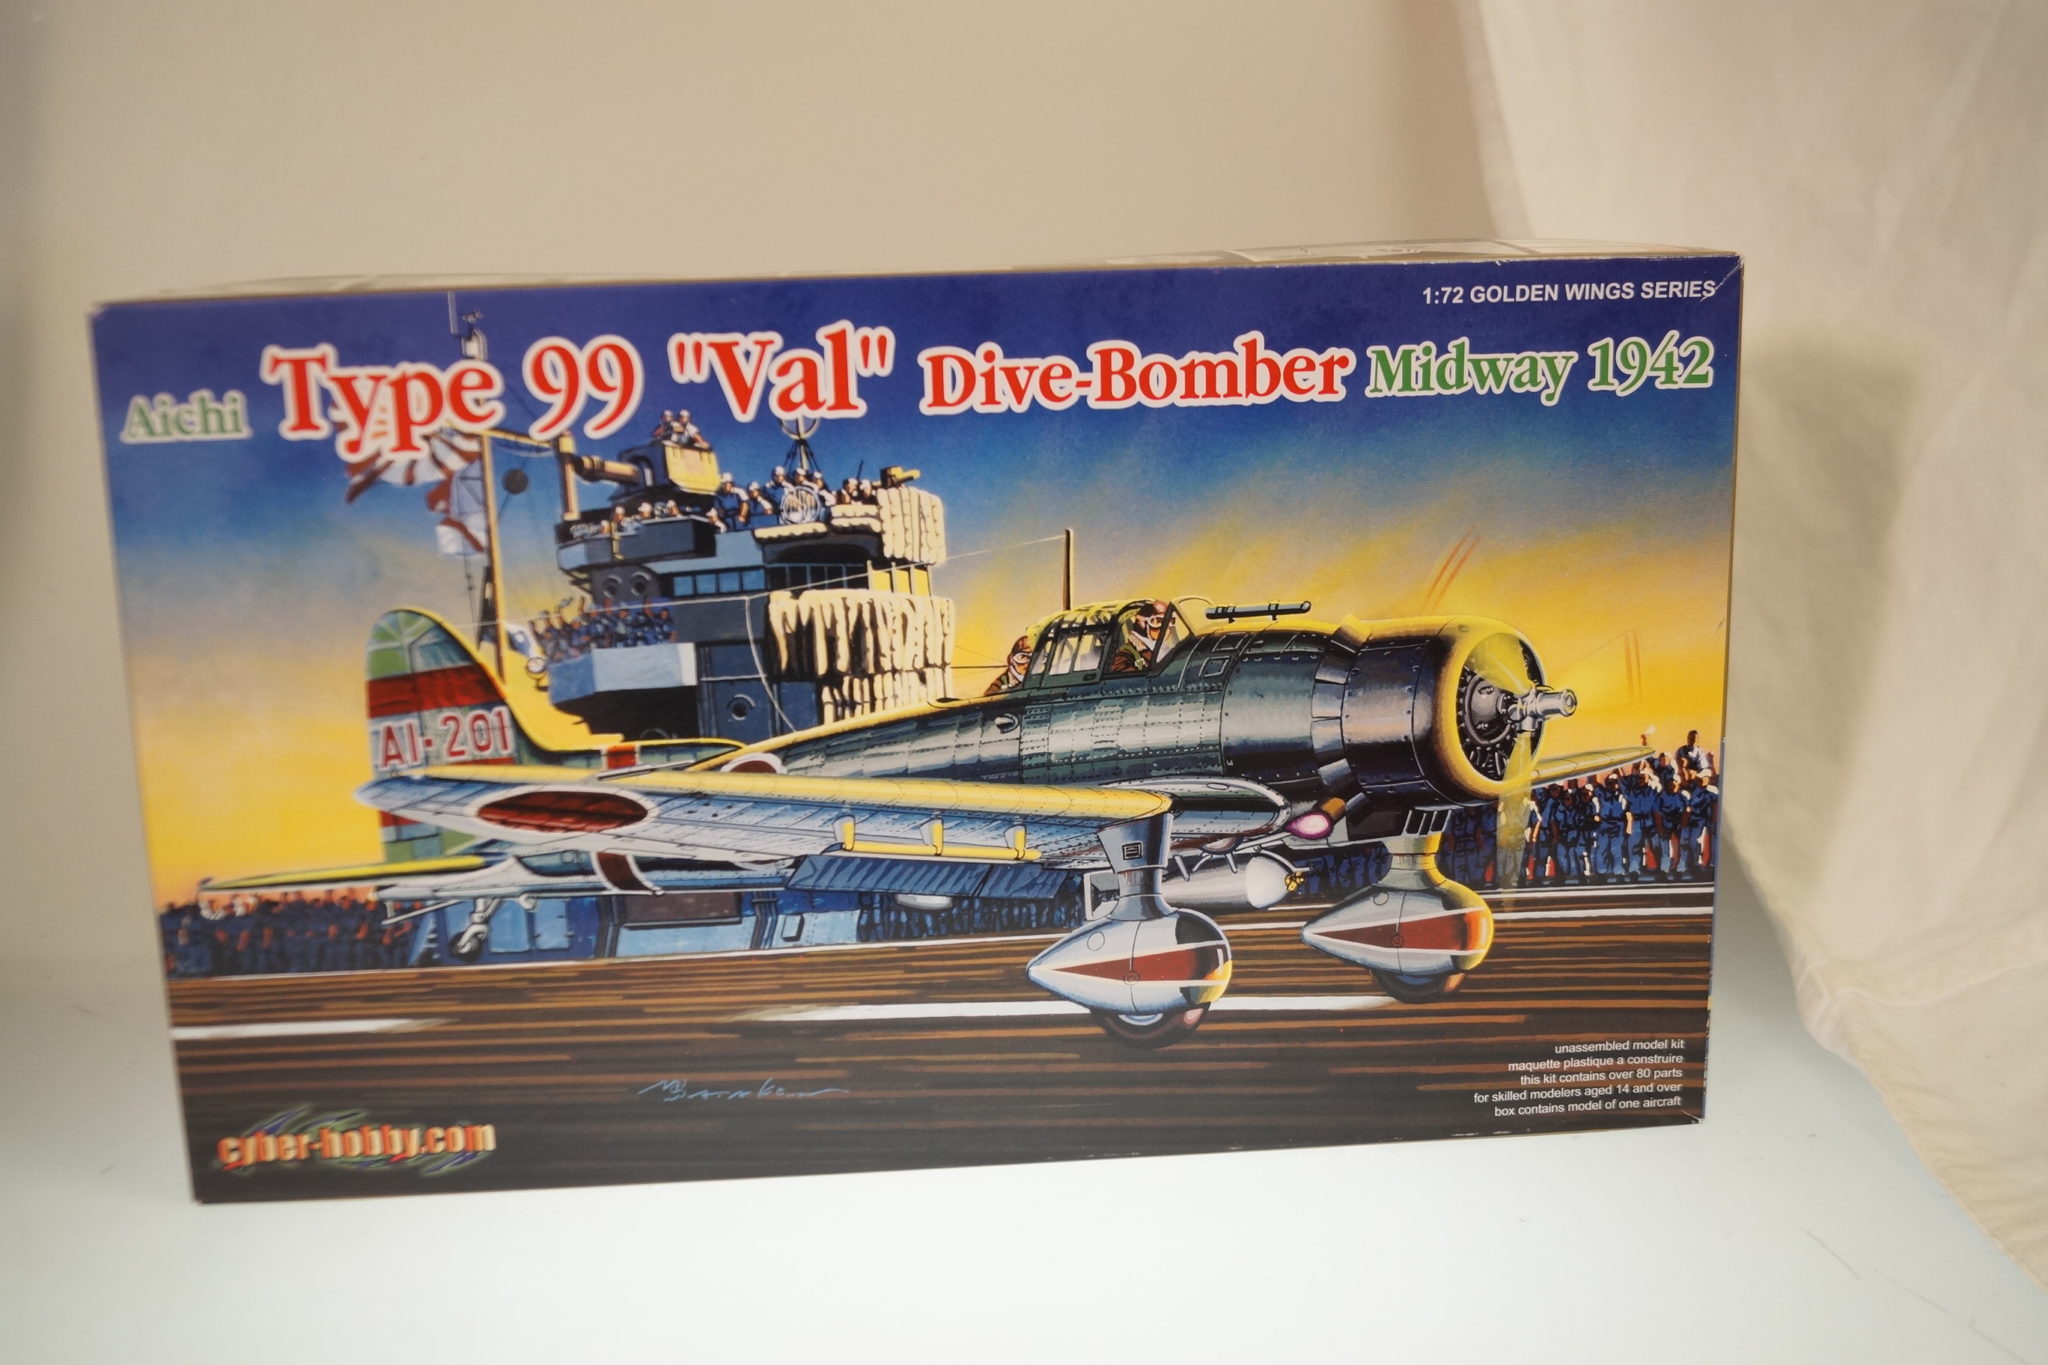 1:72 GOLDEN WINGS SERIES
Aichi Type 99 "Val" Dive-Bomber Midway 1942
AI-201
unassembled model kit
maquette plastique a construire
this kit contains over 80 parts
for skilled modelers aged 14 and over
box contains model of one aircraft
cyber-hobby.com